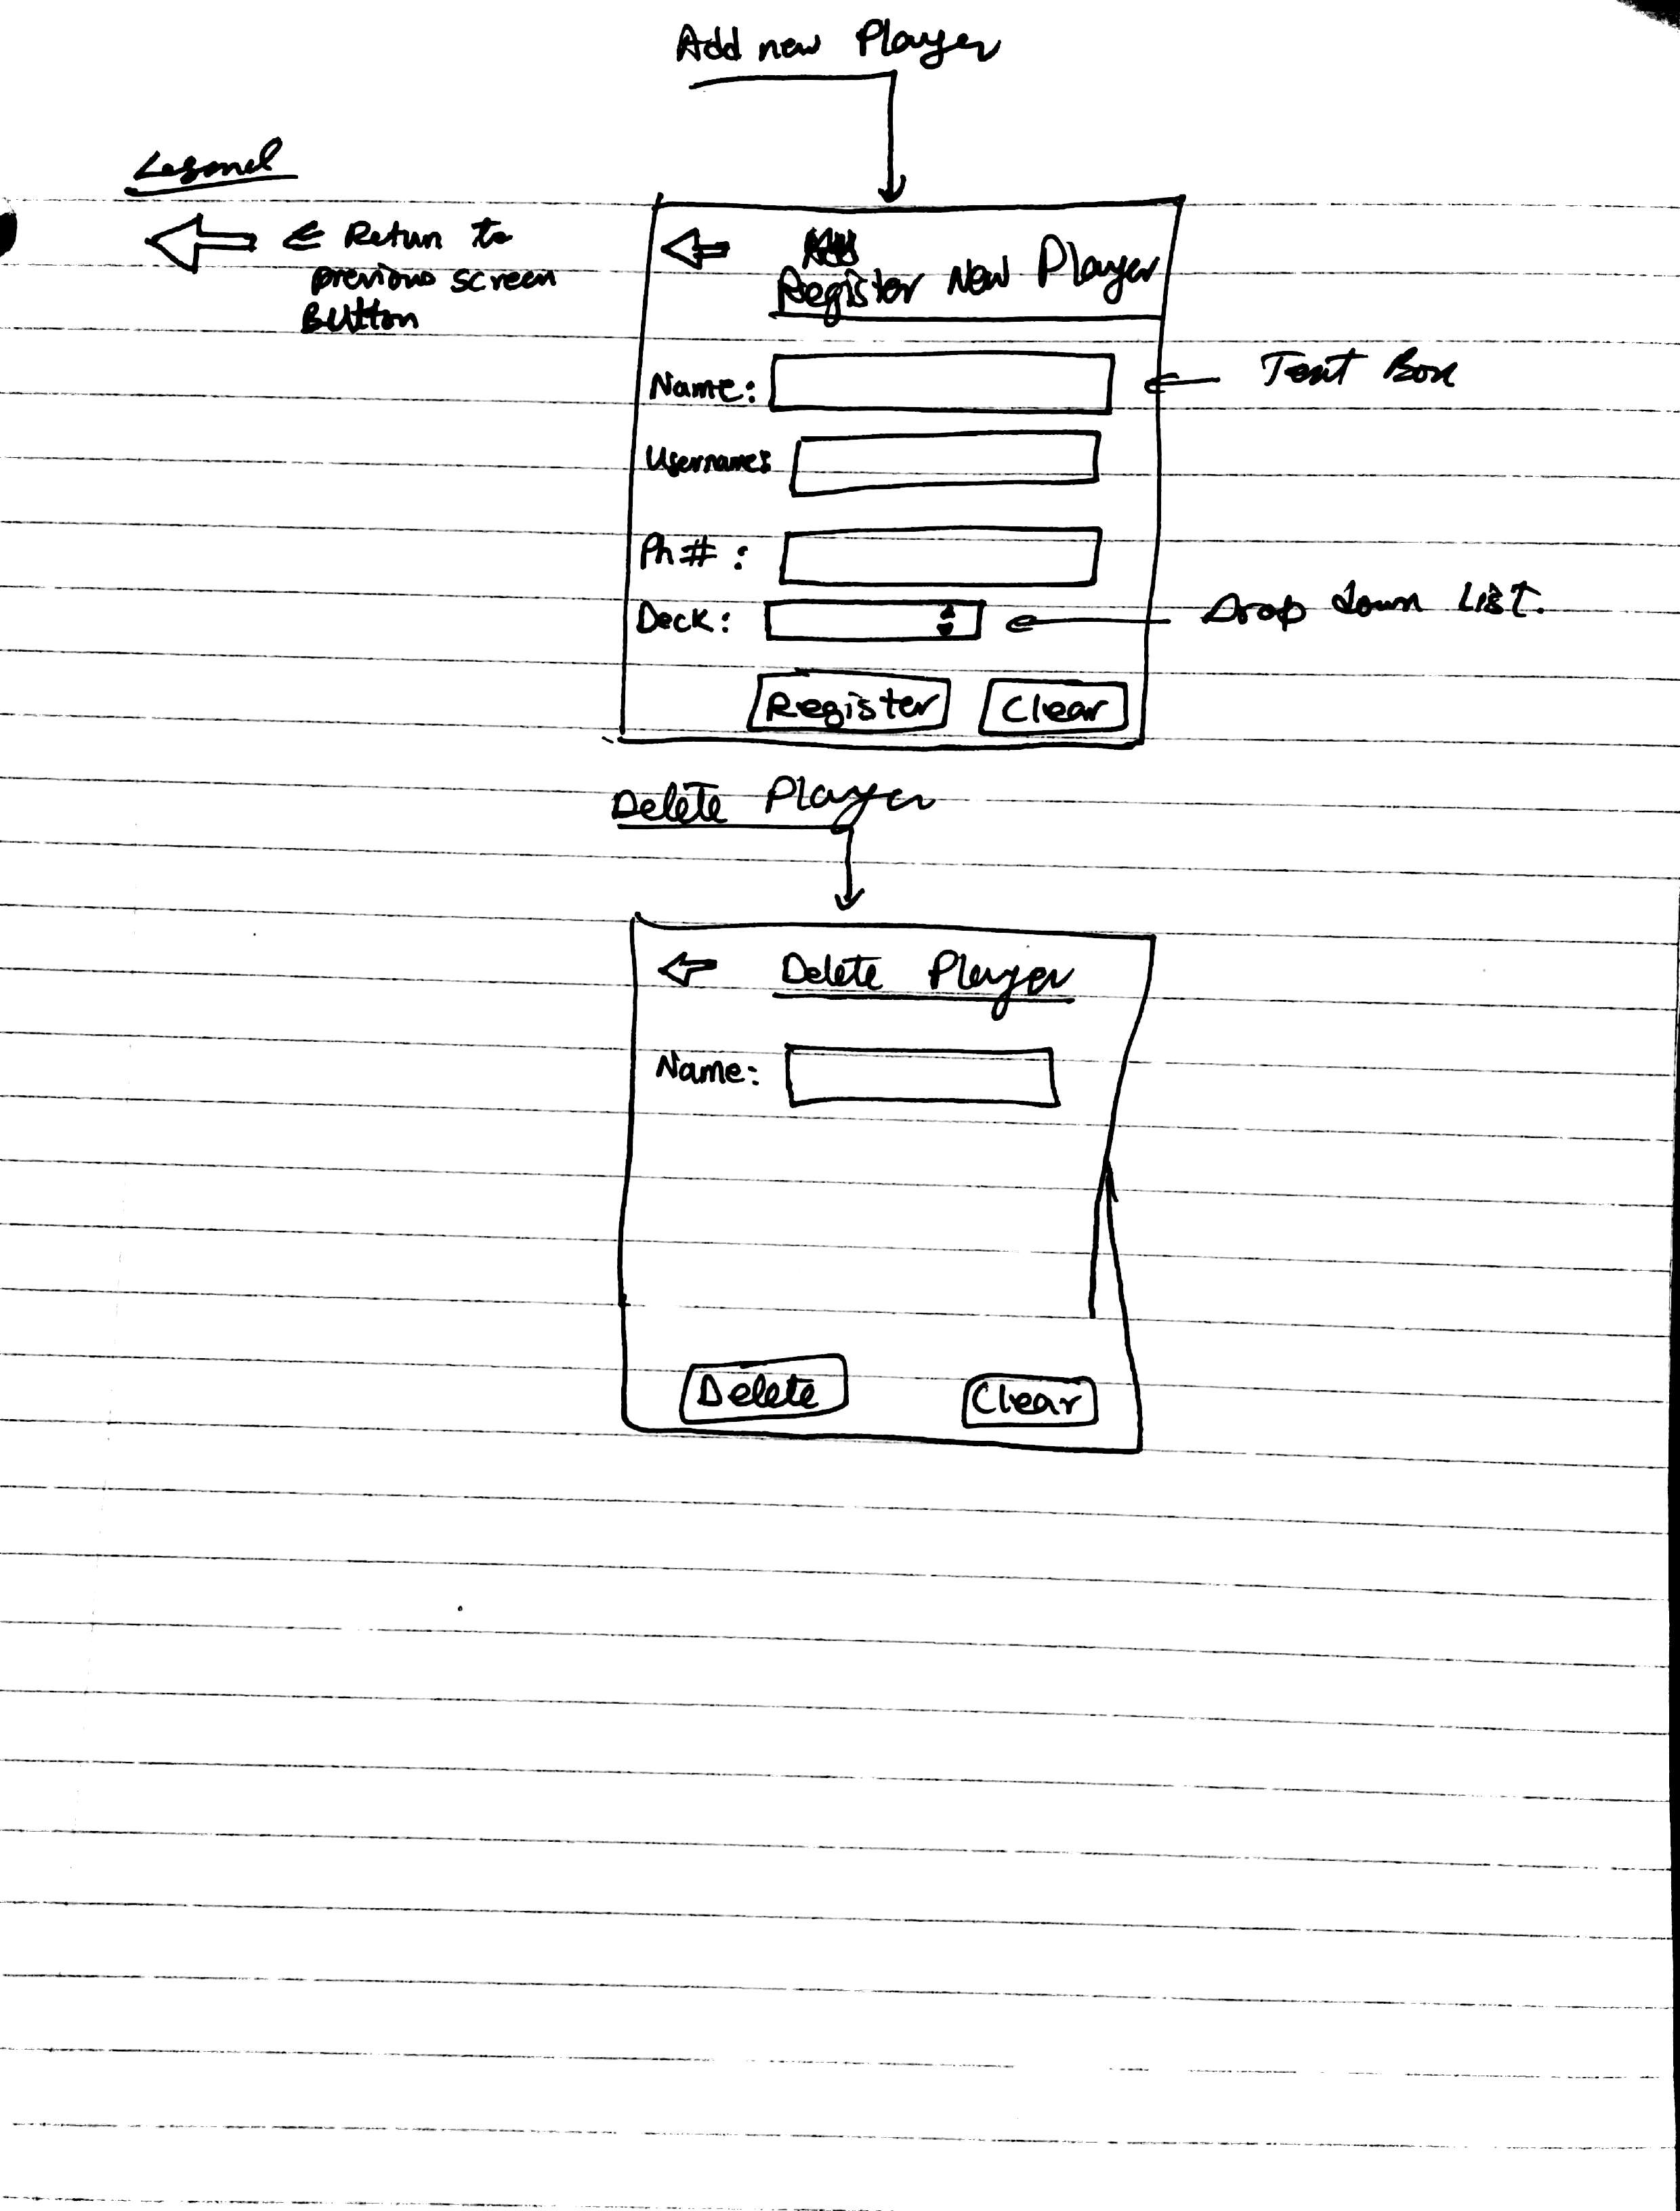 Add new Player
Legend
Return to
previous screen
Button
Register New Player
Name:
Text Box
Username:
Ph# :
Deck:
Drop down List.
Register
Clear
Delete Player
Delete Player
Name:
Delete
Clear